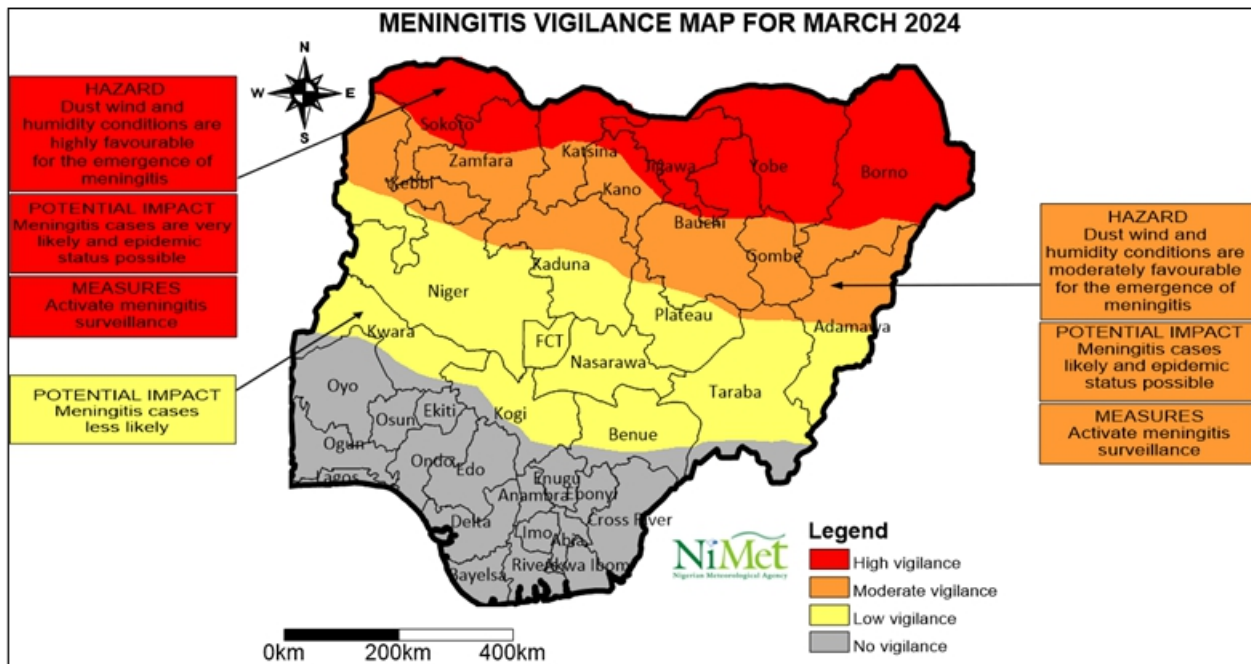 MENINGITIS VIGILANCE MAP FOR MARCH 2024
N
W
E
S
HAZARD
Dust wind and
humidity conditions are
highly favourable
for the emergence of
meningitis
POTENTIAL IMPACT
Meningitis cases are very
likely and epidemic
status possible
MEASURES
Activate meningitis
surveillance
POTENTIAL IMPACT
Meningitis cases
less likely
HAZARD
Dust wind and
humidity conditions are
moderately favourable
for the emergence of
meningitis
POTENTIAL IMPACT
Meningitis cases
likely and epidemic
status possible
MEASURES
Activate meningitis
surveillance
Sokoto
Zamfara
Katsina
Jigawa
Yobe
Borno
Kebbi
Kano
Bauchi
Gombe
Kaduna
Niger
Plateau
Adamawa
Kwara
FCT
Nasarawa
Taraba
Oyo
Osun
Ekiti
Kogi
Benue
Ogun
Ondo
Edo
Lagos
Enugu
Anambra
Ebonyi
Delta
Cross River
Imo
Abia
Bayelsa
Rivers
Akwa Ibom
NiMet
Nigerian Meteorological Agency
Legend
High vigilance
Moderate vigilance
Low vigilance
No vigilance
0km
200km
400km